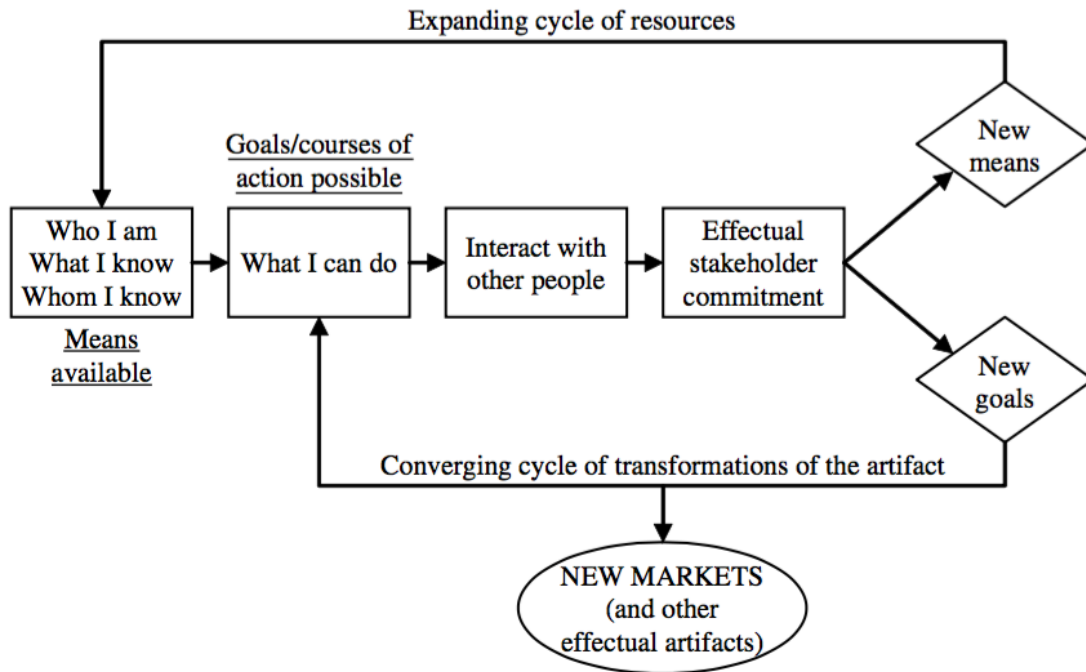 Expanding cycle of resources
New
means
Goals/courses of
action possible
Who I am
What I know
Whom I know
What I can do
Interact with
other people
Effectual
stakeholder
commitment
Means
available
New
goals
Converging cycle of transformations of the artifact
NEW MARKETS
(and other
effectual artifacts)